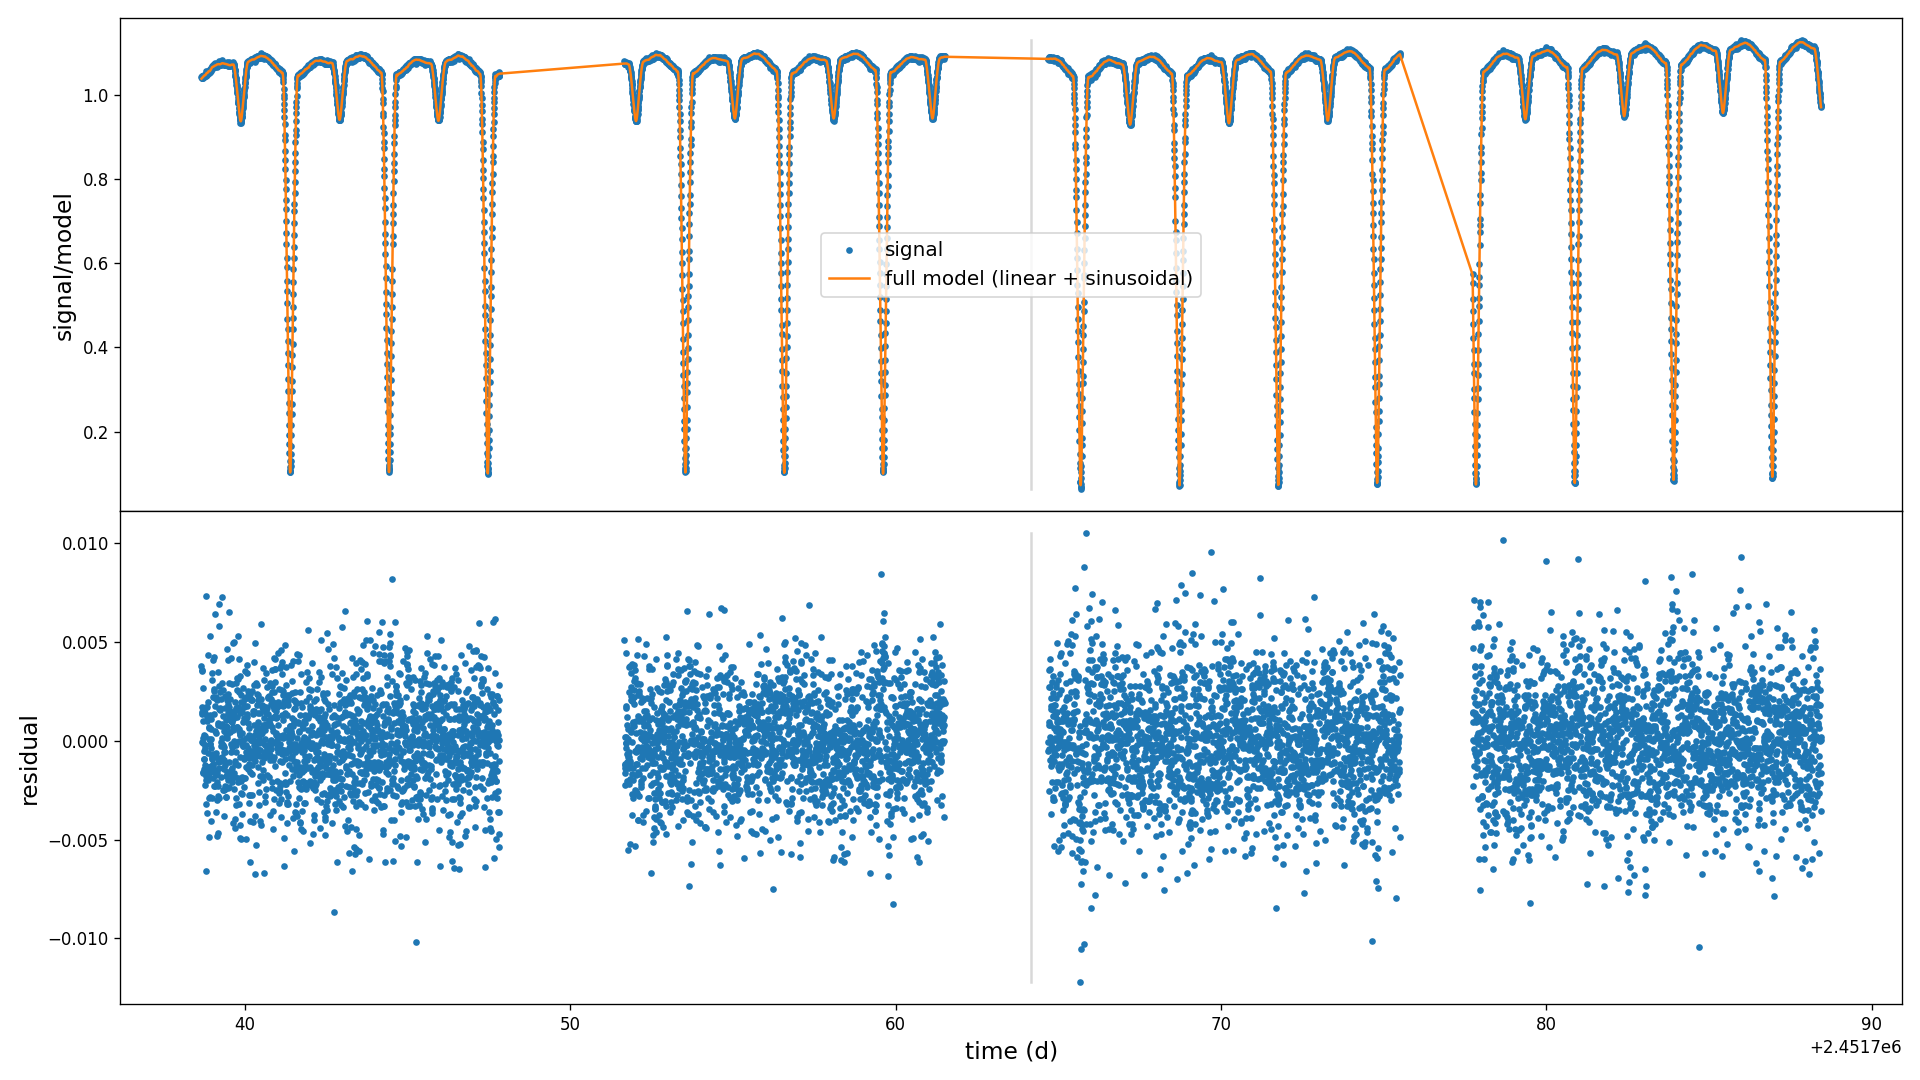 signal/model
1.0
0.8
0.6
0.4
0.2
signal
full model (linear + sinusoidal)
residual
0.010
0.005
0.000
−0.005
−0.010
40
50
60
70
80
90
time (d)
+2.4517e6